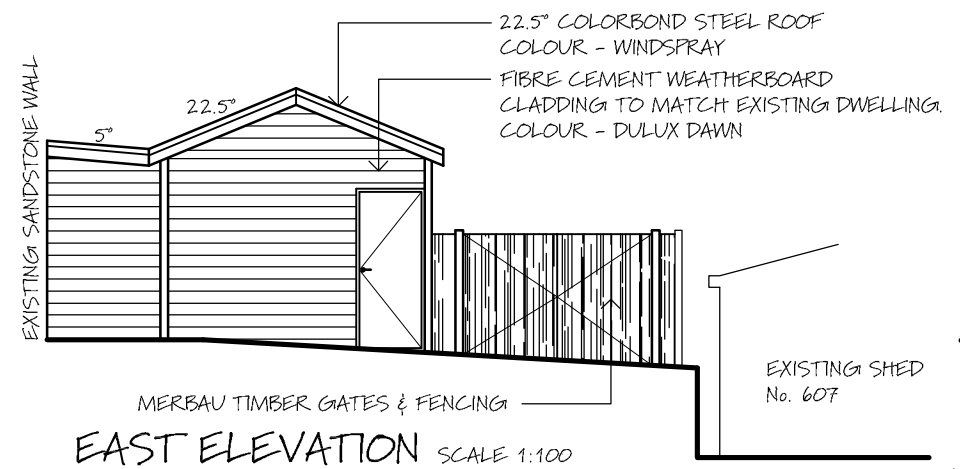 22.5° COLORBOND STEEL ROOF
COLOUR - WINDSPRAY
FIBRE CEMENT WEATHERBOARD
CLADDING TO MATCH EXISTING DWELLING.
COLOUR - DULUX DAWN
22.5°
5°
EXISTING SANDSTONE WALL
EXISTING SHED
No. 607
MERBAU TIMBER GATES & FENCING
EAST ELEVATION SCALE 1:100